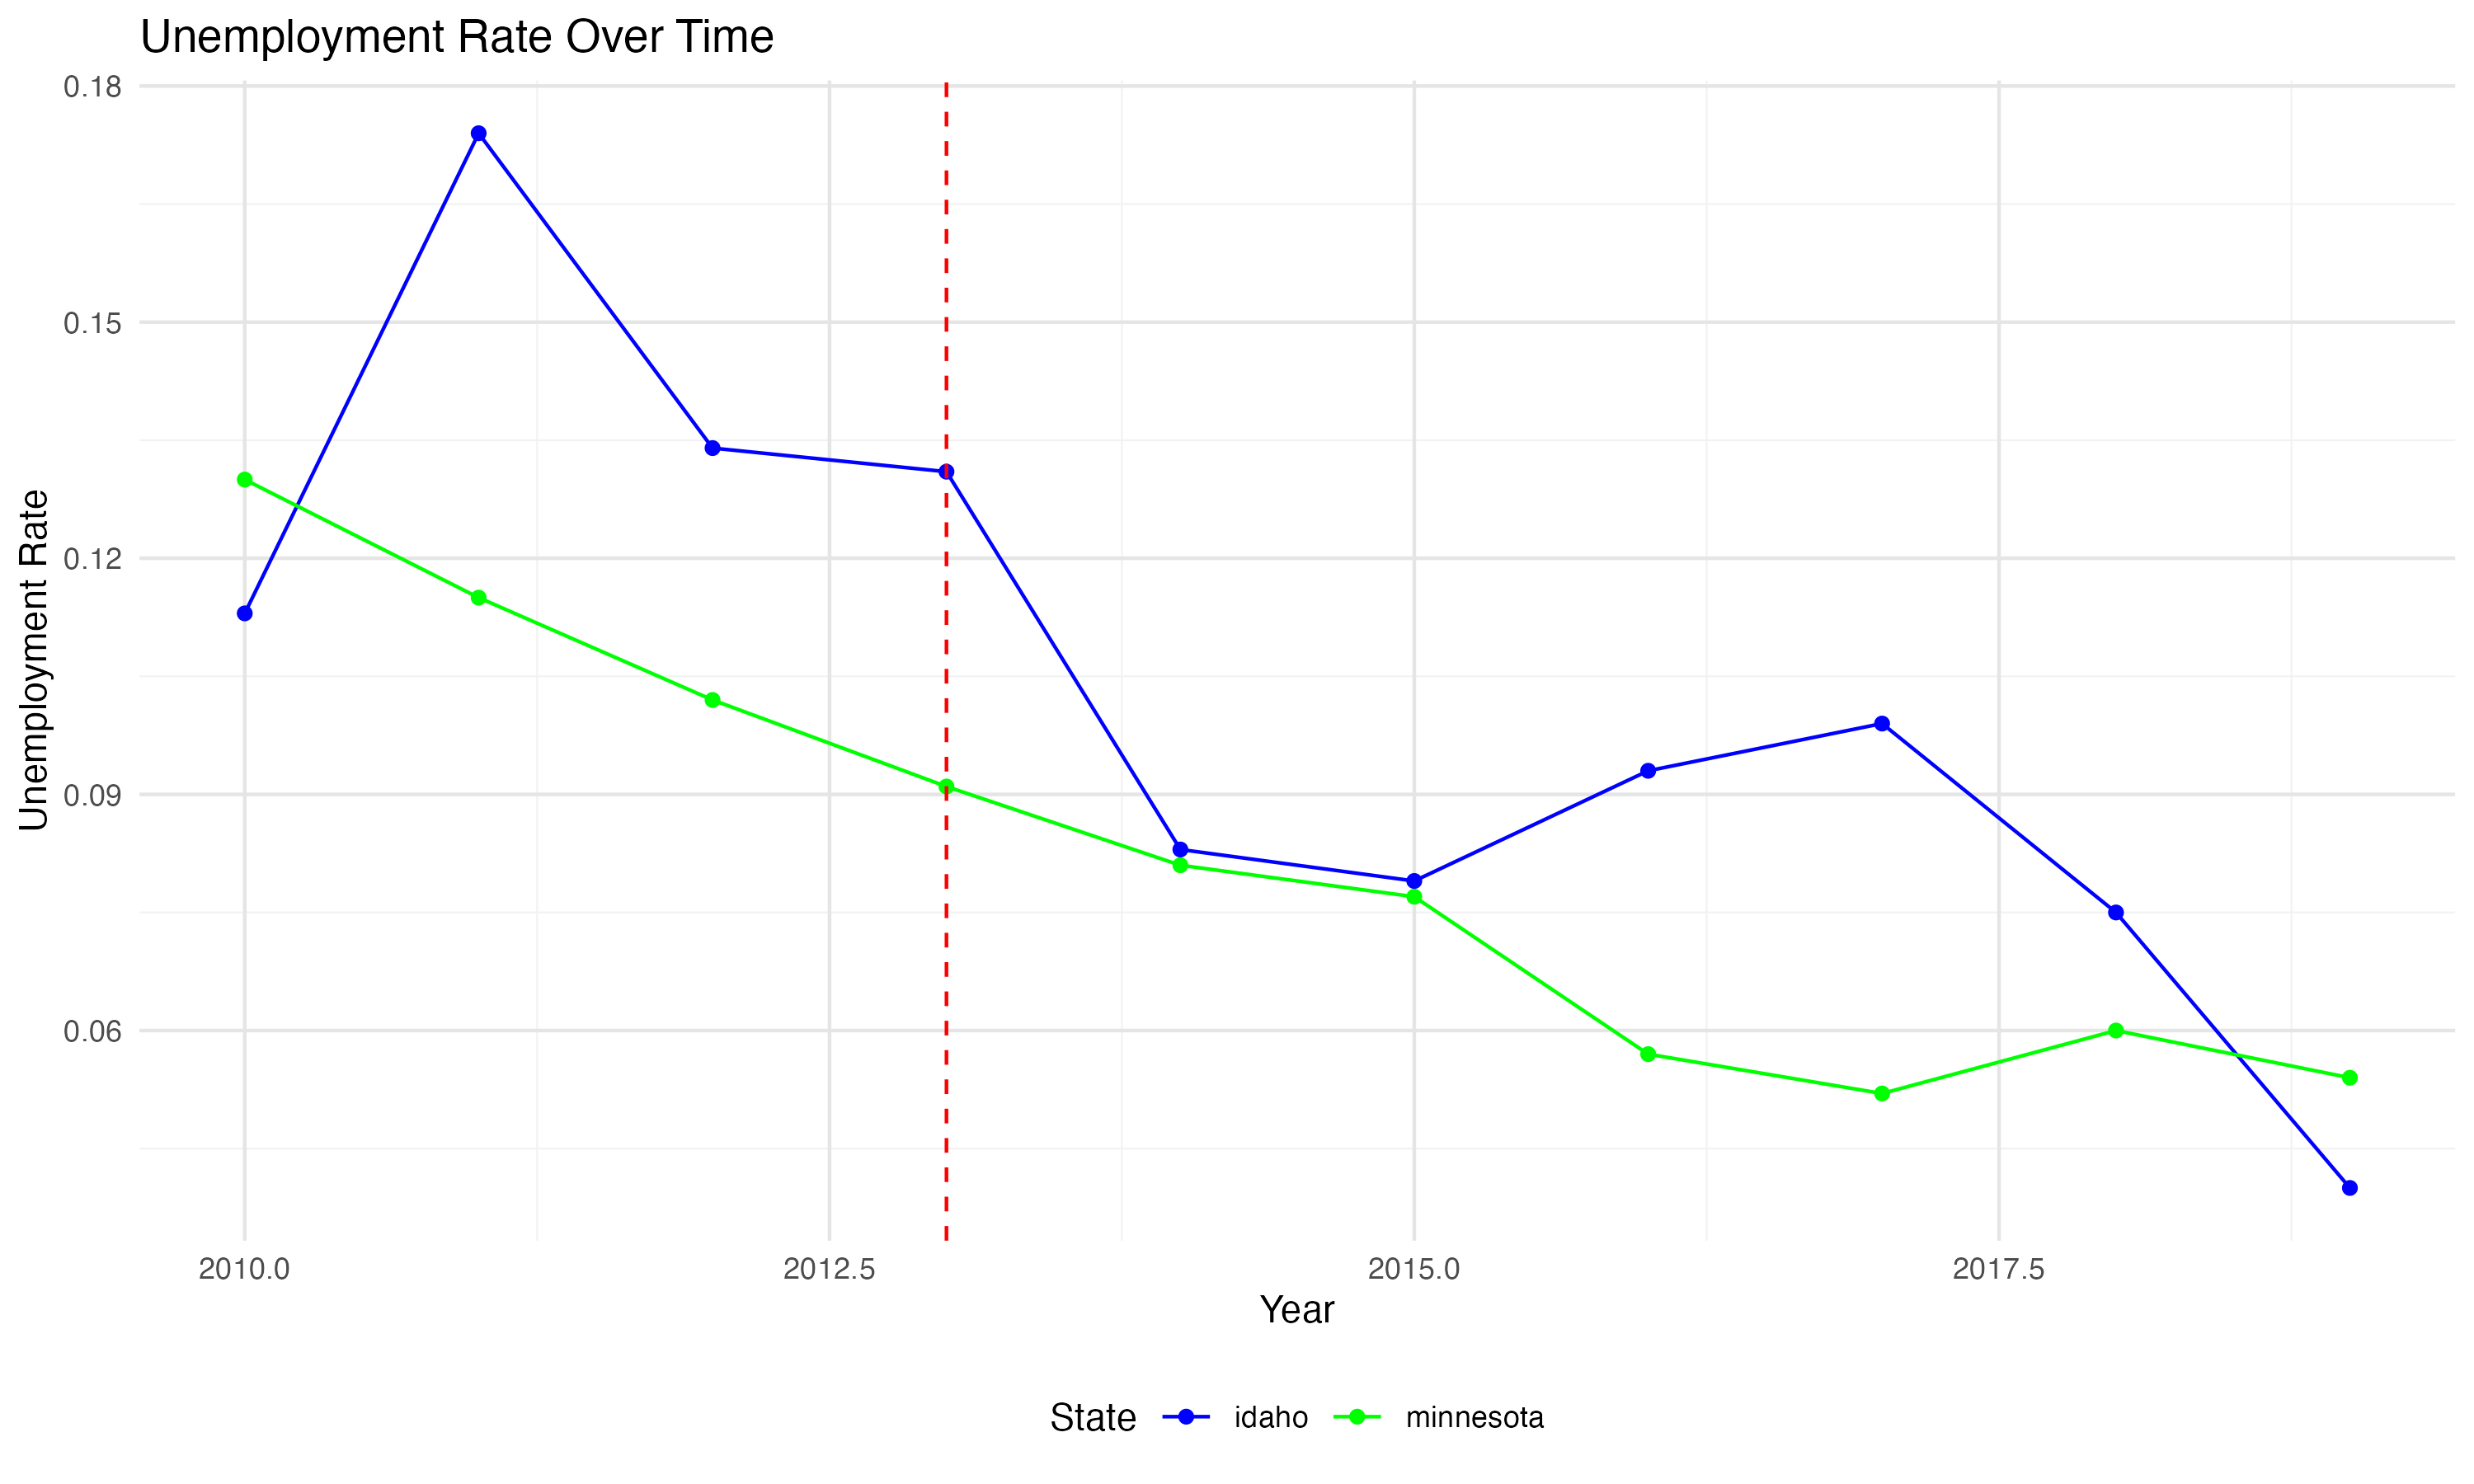 Unemployment Rate Over Time
Unemployment Rate
0.18
0.15
0.12
0.09
0.06
2010.0 2012.5 2015.0 2017.5
Year
State idaho minnesota